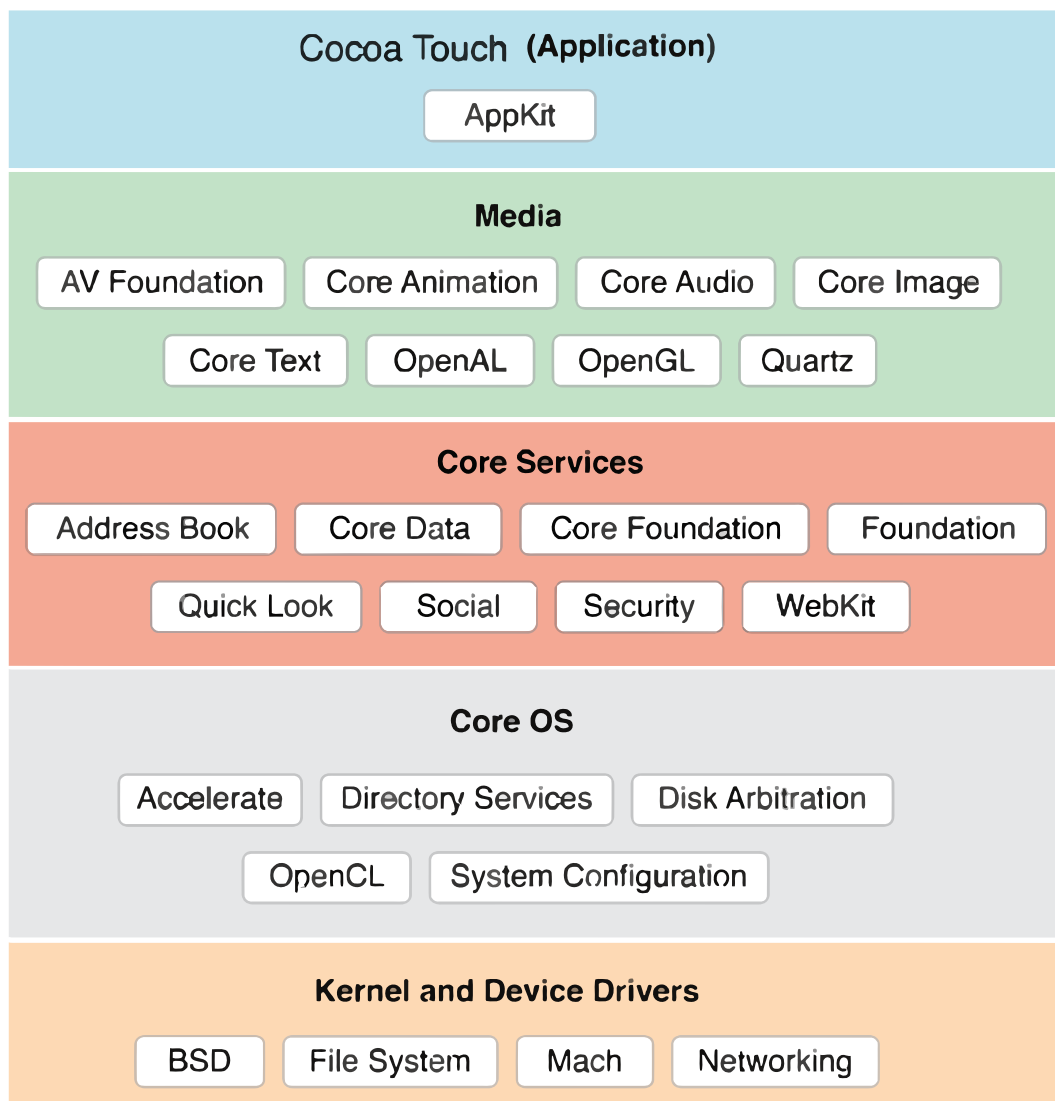 Cocoa Touch (Application)
AppKit
Media
AV Foundation Core Animation Core Audio Core Image
Core Text OpenAL OpenGL Quartz
Core Services
Address Book Core Data Core Foundation Foundation
Quick Look Social Security WebKit
Core OS
Accelerate Directory Services Disk Arbitration
OpenCL System Configuration
Kernel and Device Drivers
BSD File System Mach Networking